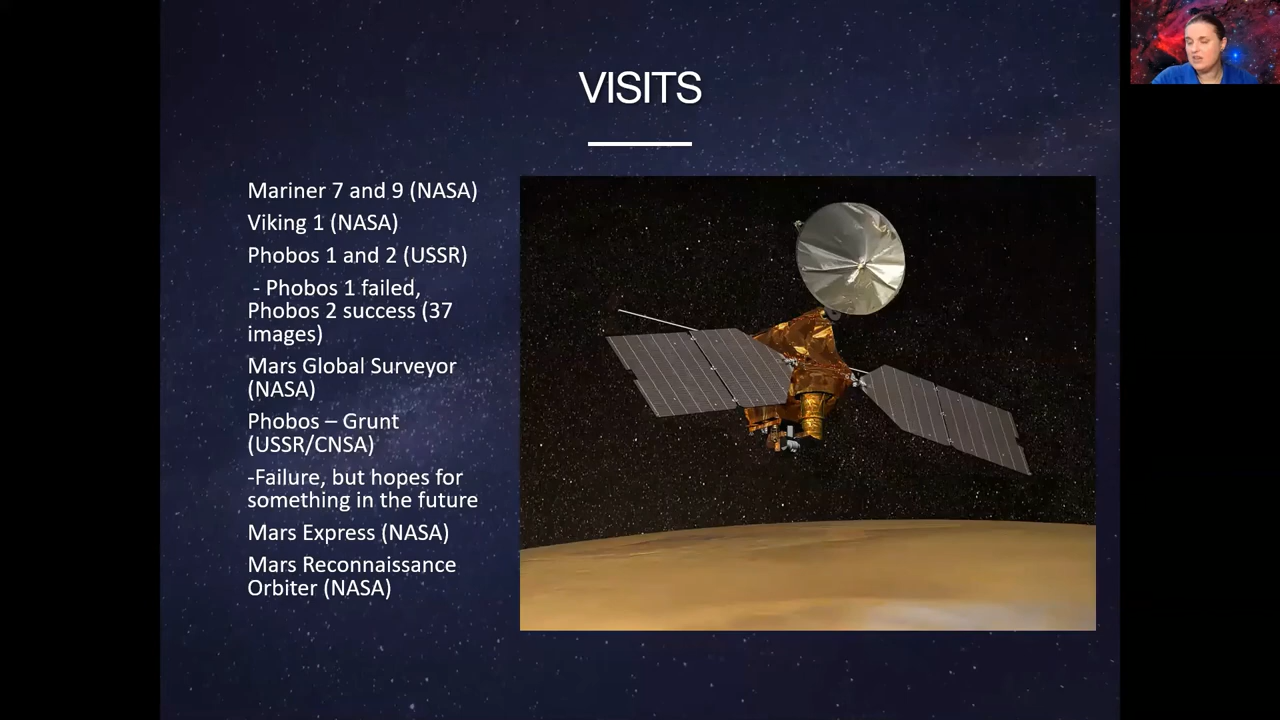 VISITS
Mariner 7 and 9 (NASA)
Viking 1 (NASA)
Phobos 1 and 2 (USSR)
- Phobos 1 failed,
Phobos 2 success (37
images)
Mars Global Surveyor
(NASA)
Phobos – Grunt
(USSR/CNSA)
-Failure, but hopes for
something in the future
Mars Express (NASA)
Mars Reconnaissance
Orbiter (NASA)